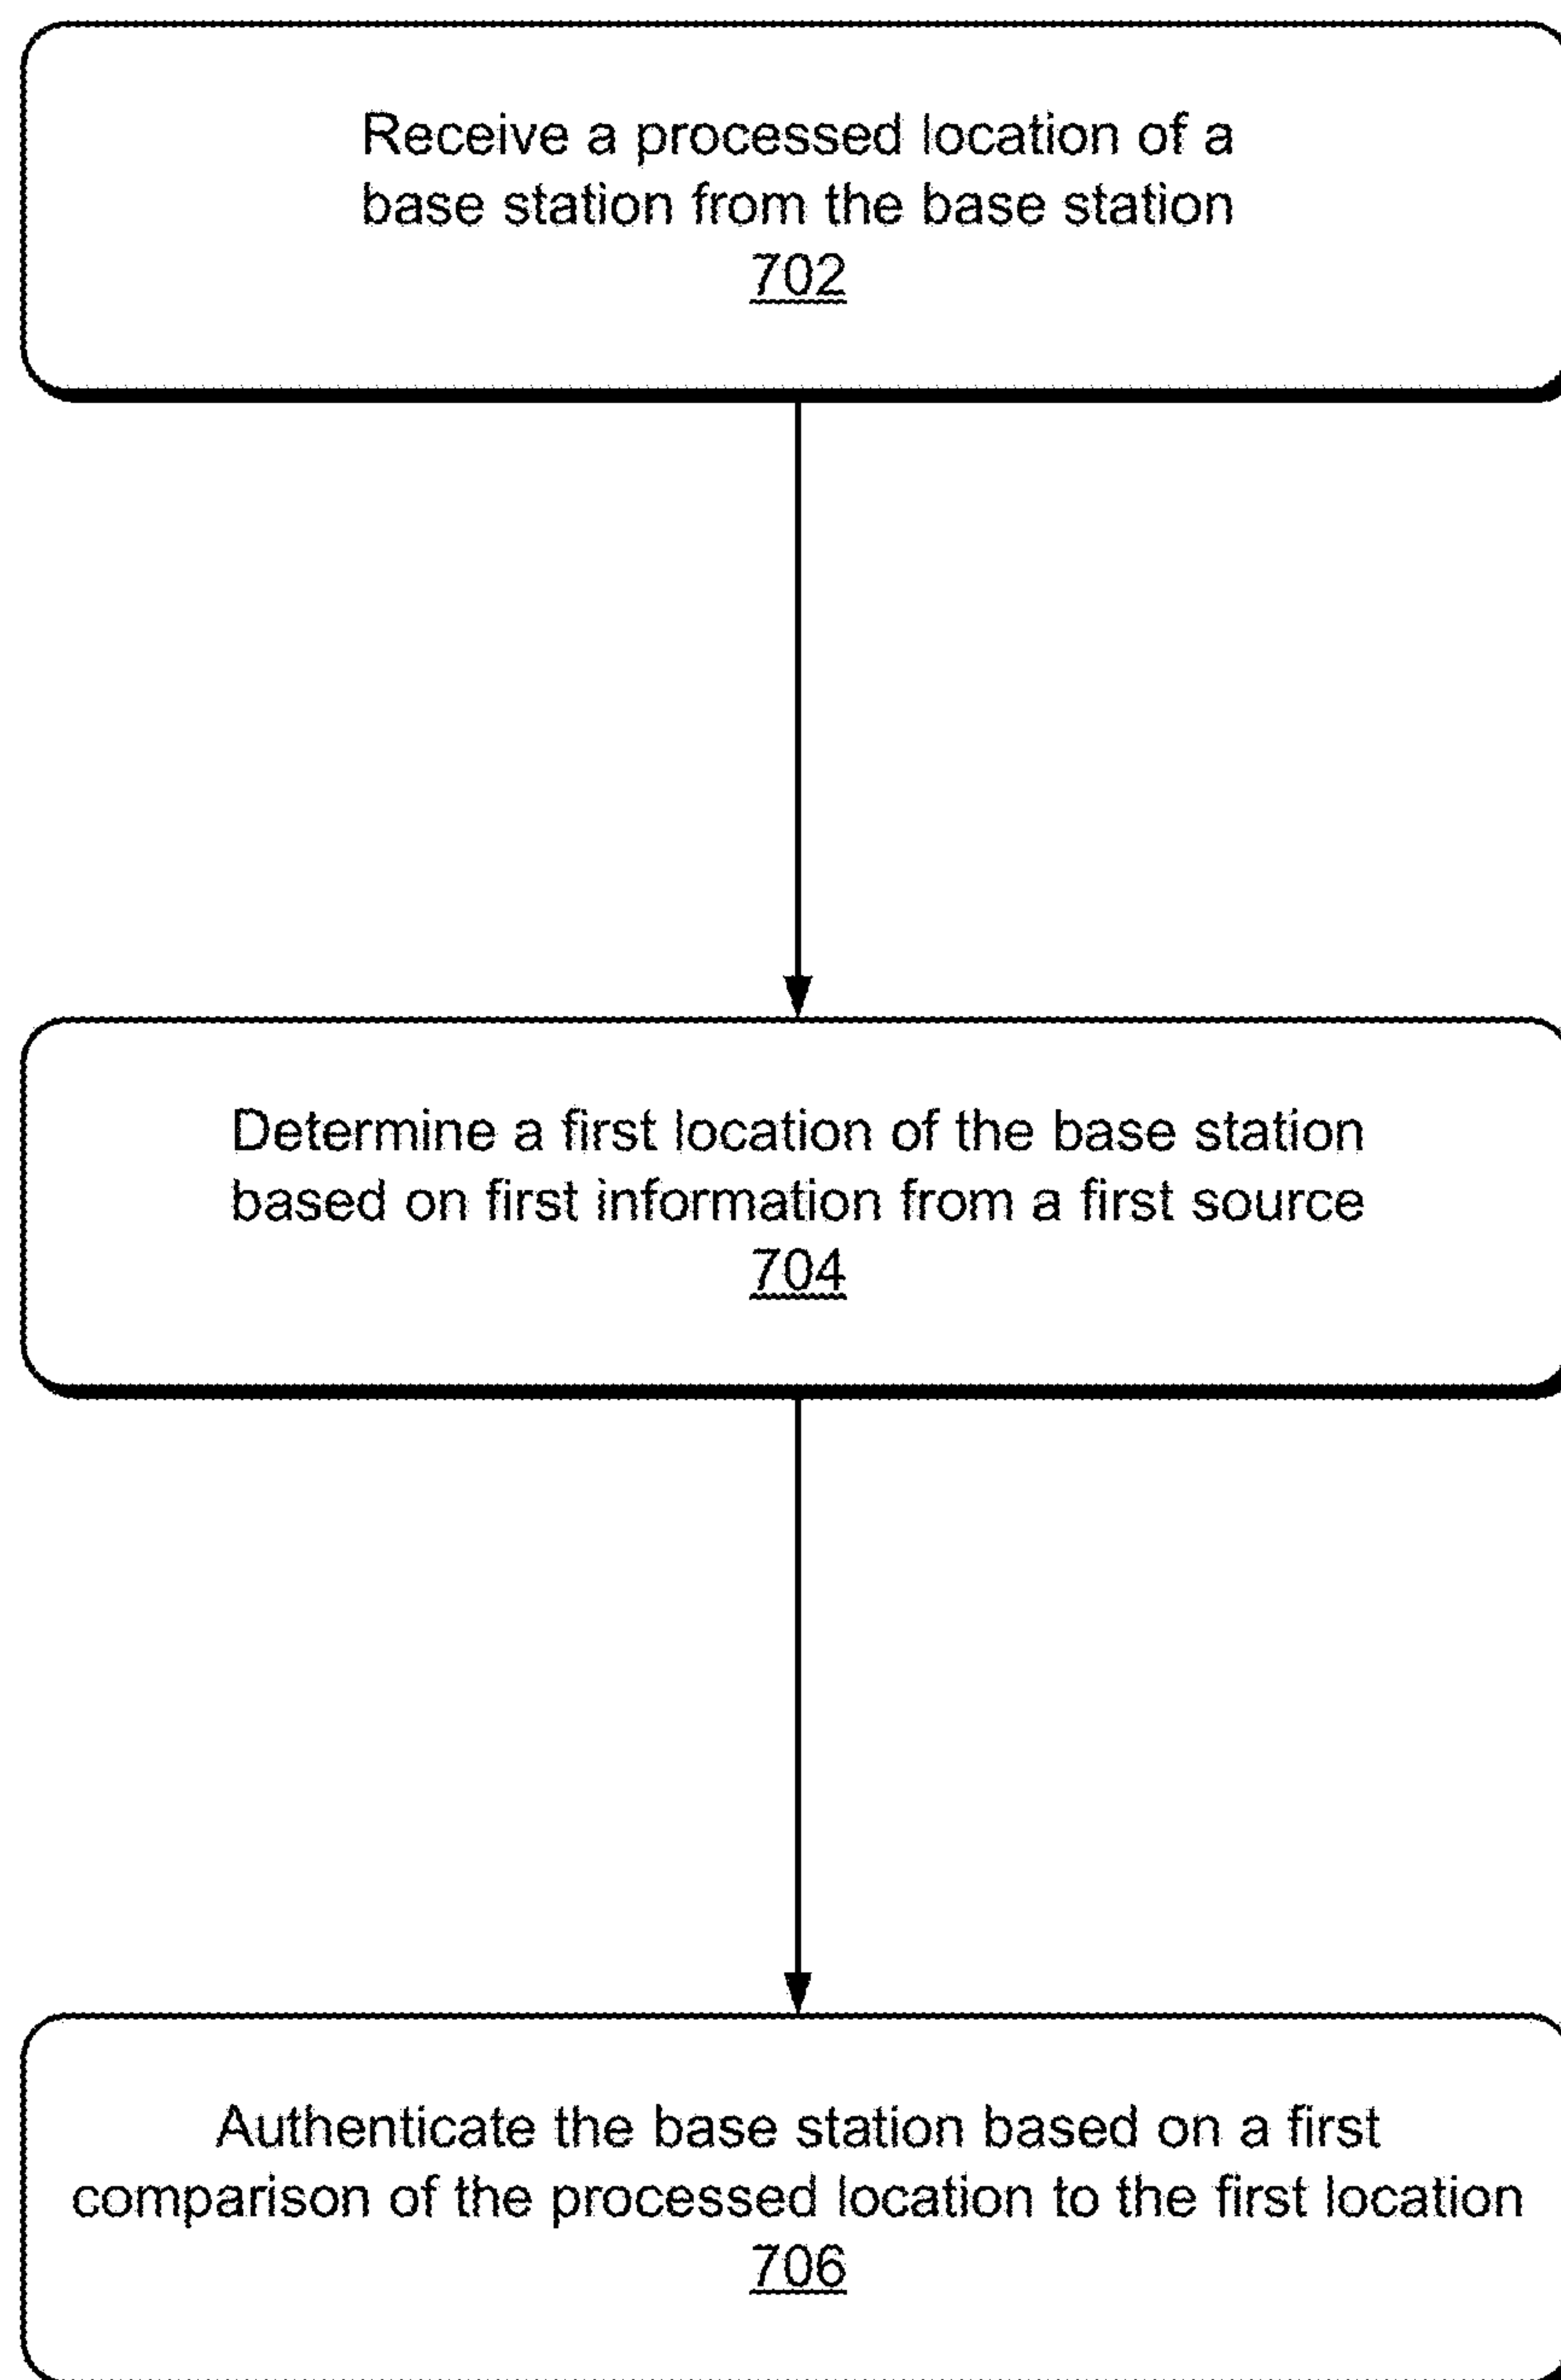 Receive a processed location of a
base station from the base station
702
Determine a first location of the base station
based on first information from a first source
704
Authenticate the base station based on a first
comparison of the processed location to the first location
706